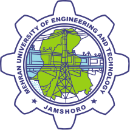 MEHRAN UNIVERSITY OF ENGINEERING AND TECHNOLOGY
JAMSHORO